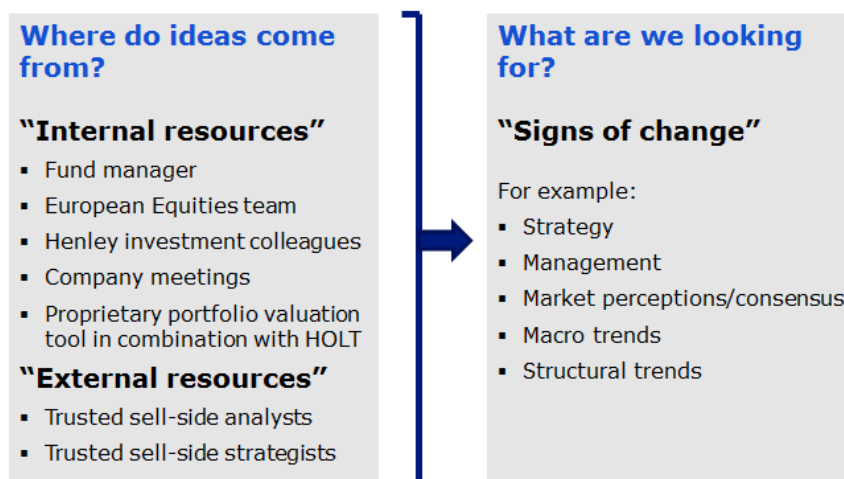 Where do ideas come
from?
“Internal resources”
▪ Fund manager
▪ European Equities team
▪ Henley investment colleagues
▪ Company meetings
▪ Proprietary portfolio valuation
tool in combination with HOLT
“External resources”
▪ Trusted sell-side analysts
▪ Trusted sell-side strategists
What are we looking
for?
“Signs of change”
For example:
▪ Strategy
▪ Management
▪ Market perceptions/consensus
▪ Macro trends
▪ Structural trends